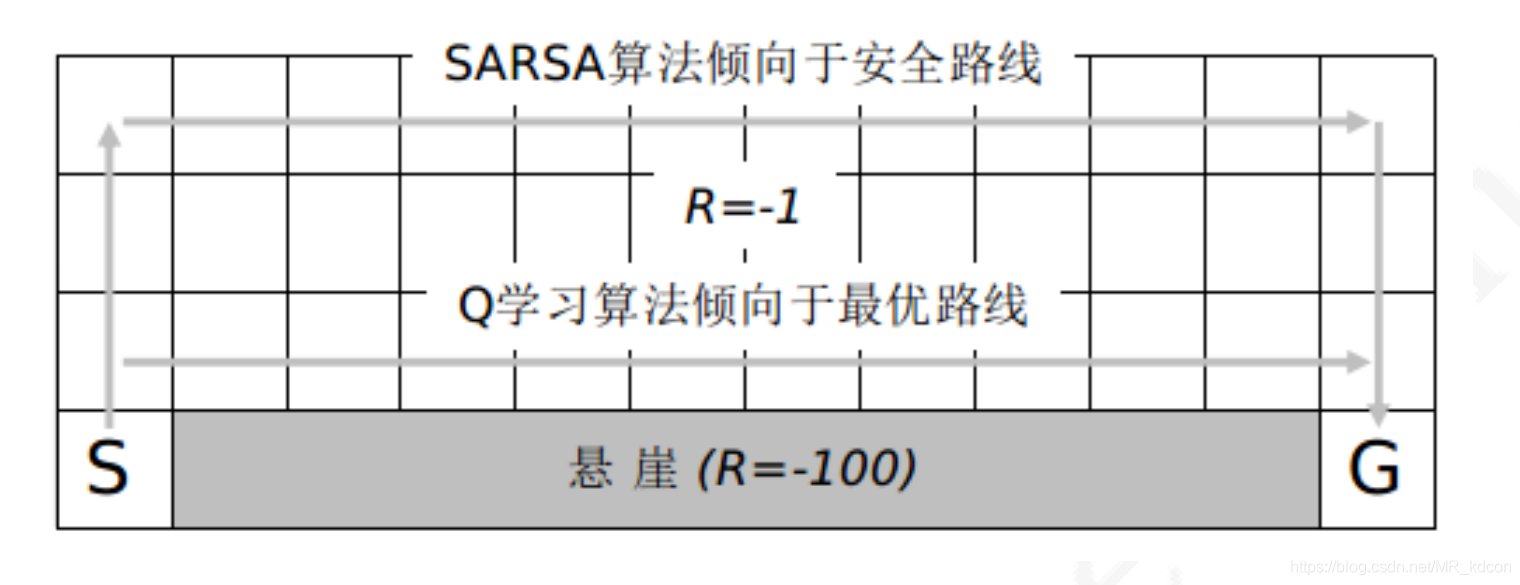 SARSA算法倾向于安全路线
R=-1
Q学习算法倾向于最优路线
S
悬 崖 (R=-100)
G
https://blog.csdn.net/MR_kdcon